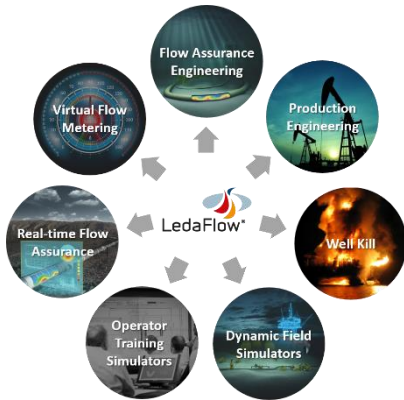 Flow Assurance
Engineering
Virtual Flow
Metering
Production
Engineering
LedaFlow®
Real-time Flow
Assurance
Well Kill
Operator
Training
Simulators
Dynamic Field
Simulators